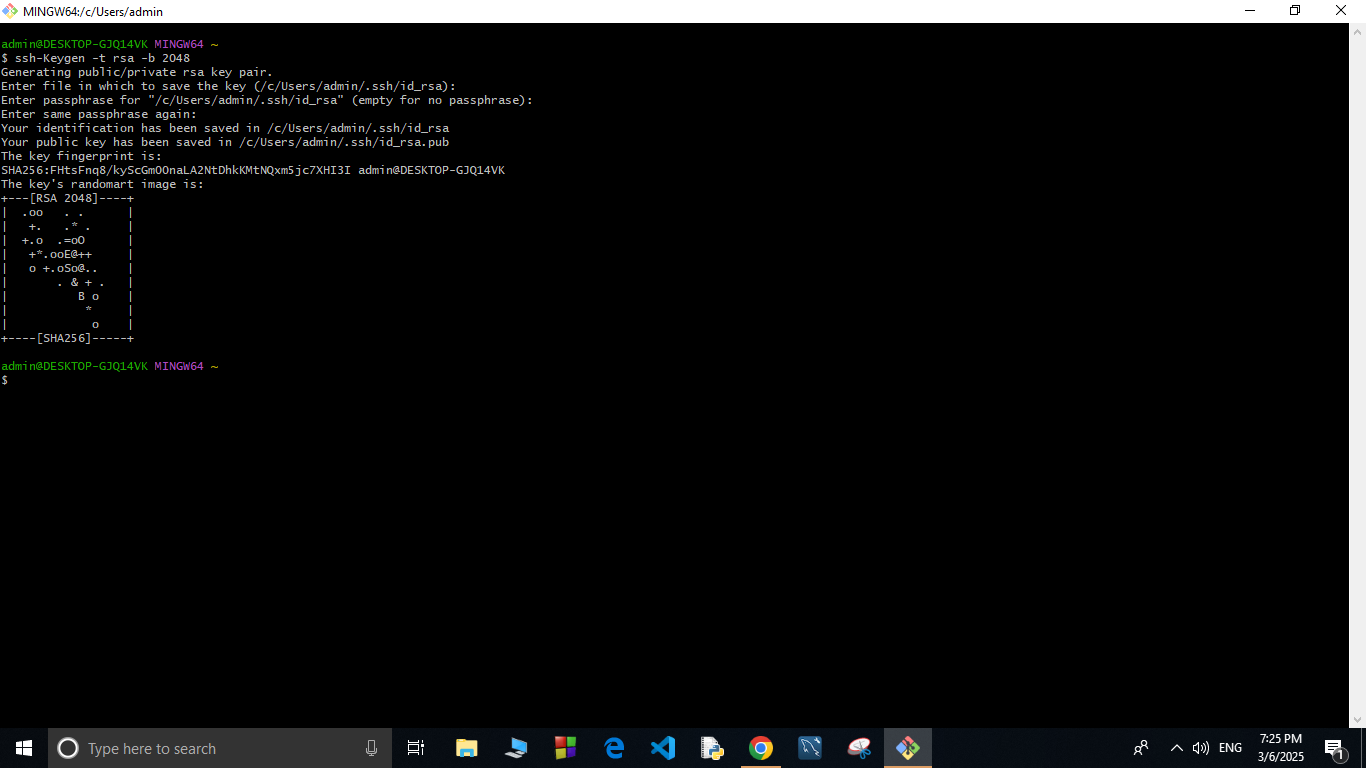 MINGW64:/c/Users/admin
admin@DESKTOP-GJQ14VK MINGW64 ~
$ ssh-Keygen -t rsa -b 2048
Generating public/private rsa key pair.
Enter file in which to save the key (/c/Users/admin/.ssh/id_rsa):
Enter passphrase for "/c/Users/admin/.ssh/id_rsa" (empty for no passphrase):
Enter same passphrase again:
Your identification has been saved in /c/Users/admin/.ssh/id_rsa
Your public key has been saved in /c/Users/admin/.ssh/id_rsa.pub
The key fingerprint is:
SHA256:FHtsFnq8/kyScGmOOnaLA2NtDhkKMtNQxm5jc7XHI3I admin@DESKTOP-GJQ14VK
The key's randomart image is:
+---[RSA 2048]----+
|  .oo   . .      |
|   +.   .* .     |
|  +.o  .=oO      |
|   +*.ooE@++     |
|   o +.oSo@..    |
|       . & + .   |
|          B o    |
|           *     |
|            o    |
+----[SHA256]-----+
admin@DESKTOP-GJQ14VK MINGW64 ~
$
Type here to search
ENG
7:25 PM
3/6/2025
1